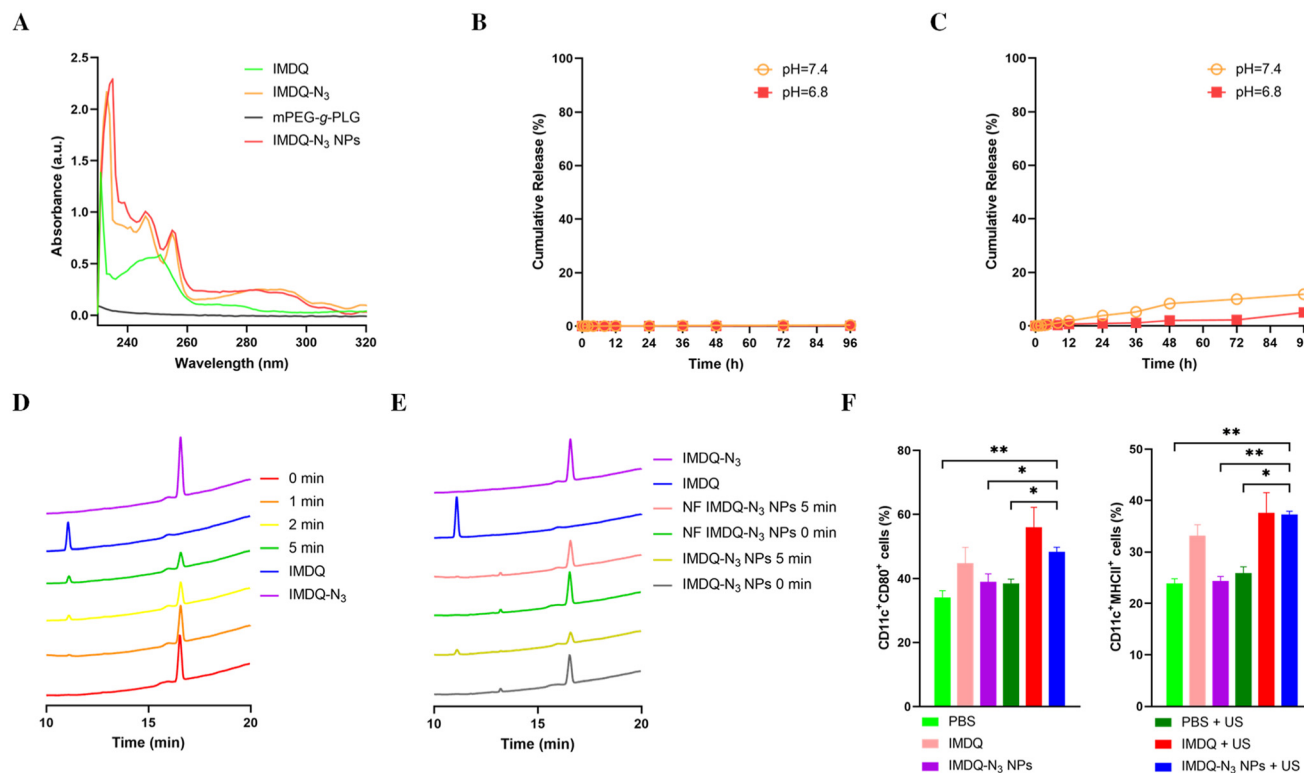 A
Absorbance (a.u.)
2.5
2.0
1.5
1.0
0.5
0.0
240 260 280 300 320
Wavelength (nm)
IMDQ
IMDQ-N₃
mPEG-g-PLG
IMDQ-N₃ NPs
B
Cumulative Release (%)
100
80
60
40
20
0
0 12 24 36 48 60 72 84 96
Time (h)
pH=7.4
pH=6.8
C
Cumulative Release (%)
100
80
60
40
20
0
0 12 24 36 48 60 72 84 9
Time (h)
pH=7.4
pH=6.8
D
0 min
1 min
2 min
5 min
IMDQ
IMDQ-N₃
10 15 20
Time (min)
E
IMDQ-N₃
IMDQ
NF IMDQ-N₃ NPs 5 min
NF IMDQ-N₃ NPs 0 min
IMDQ-N₃ NPs 5 min
IMDQ-N₃ NPs 0 min
10 15 20
Time (min)
F
CD11c⁺CD80⁺ cells (%)
80
60
40
20
0
**
*
*
CD11c⁺MHCII⁺ cells (%)
50
40
30
20
10
0
**
**
*
PBS
IMDQ
IMDQ-N₃ NPs
PBS + US
IMDQ + US
IMDQ-N₃ NPs + US